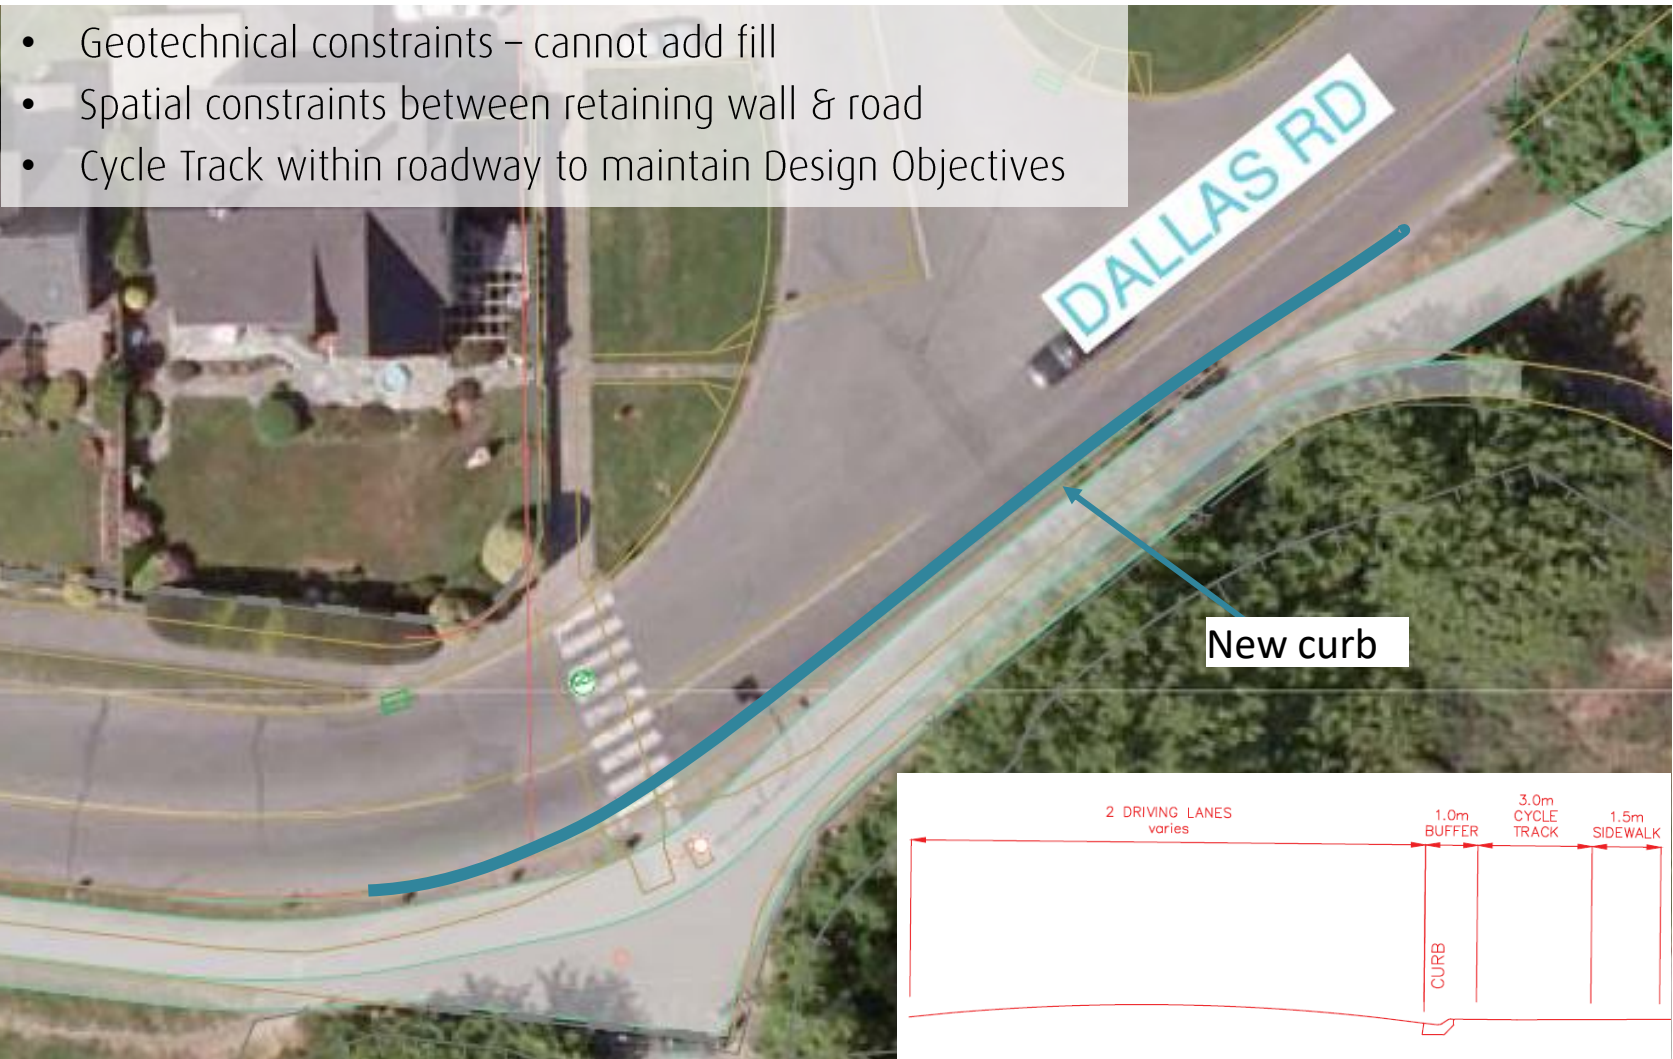 • Geotechnical constraints – cannot add fill
• Spatial constraints between retaining wall & road
• Cycle Track within roadway to maintain Design Objectives
DALLAS RD
New curb
2 DRIVING LANES
varies
1.0m
BUFFER
3.0m
CYCLE
TRACK
1.5m
SIDEWALK
CURB